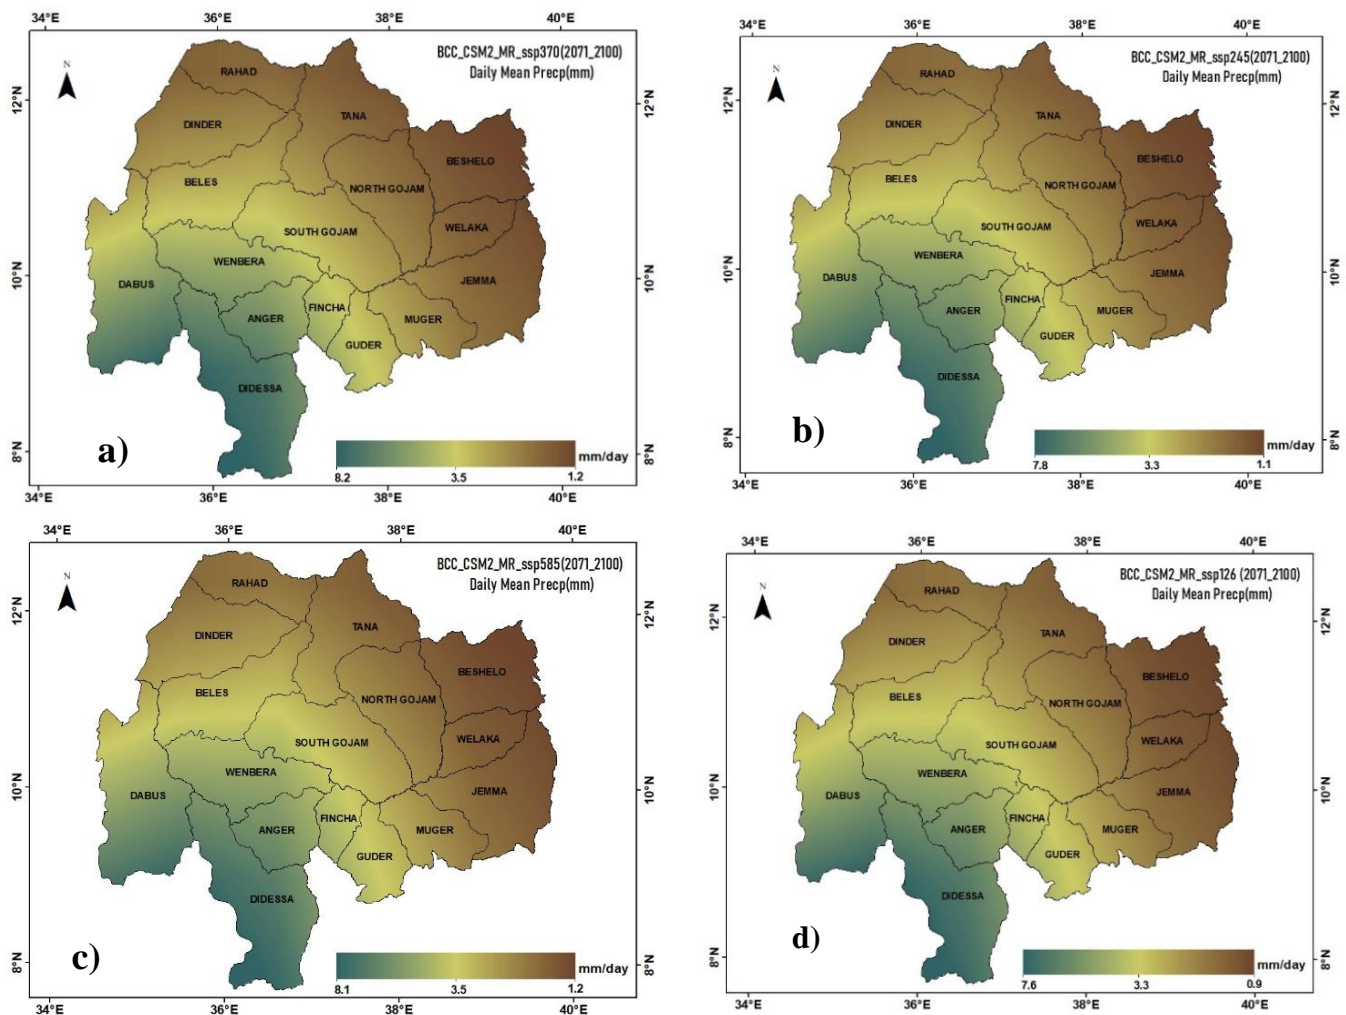 34°E 36°E 38°E 40°E
BCC_CSM2_MR_ssp370(2071_2100)
Daily Mean Precp(mm)
N
12°N 12°N
RAHAD
TANA
DINDER
BESHELO
BELES
NORTH GOJAM
WELAKA
SOUTH GOJAM
WENBERA
10°N 10°N
DABUS
JEMMA
FINCHA
ANGER
MUGER
GUDER
DIDESSA
8°N 8°N
a)
mm/day
8.2 3.5 1.2
34°E 36°E 38°E 40°E
34°E 36°E 38°E 40°E
BCC_CSM2_MR_ssp245(2071_2100)
Daily Mean Precp(mm)
N
12°N 12°N
RAHAD
TANA
DINDER
BESHELO
BELES
NORTH GOJAM
WELAKA
SOUTH GOJAM
WENBERA
10°N 10°N
DABUS
JEMMA
FINCHA
ANGER
MUGER
GUDER
DIDESSA
8°N 8°N
b)
mm/day
7.8 3.3 1.1
34°E 36°E 38°E 40°E
34°E 36°E 38°E 40°E
BCC_CSM2_MR_ssp585(2071_2100)
Daily Mean Precp(mm)
N
12°N 12°N
RAHAD
TANA
DINDER
BESHELO
BELES
NORTH GOJAM
WELAKA
SOUTH GOJAM
WENBERA
10°N 10°N
DABUS
JEMMA
FINCHA
ANGER
MUGER
GUDER
DIDESSA
8°N 8°N
c)
mm/day
8.1 3.5 1.2
34°E 36°E 38°E 40°E
34°E 36°E 38°E 40°E
BCC_CSM2_MR_ssp126 (2071_2100)
Daily Mean Precp(mm)
N
12°N 12°N
RAHAD
TANA
DINDER
BESHELO
BELES
NORTH GOJAM
WELAKA
SOUTH GOJAM
WENBERA
10°N 10°N
DABUS
JEMMA
FINCHA
ANGER
MUGER
GUDER
DIDESSA
8°N 8°N
d)
mm/day
7.6 3.3 0.9
34°E 36°E 38°E 40°E